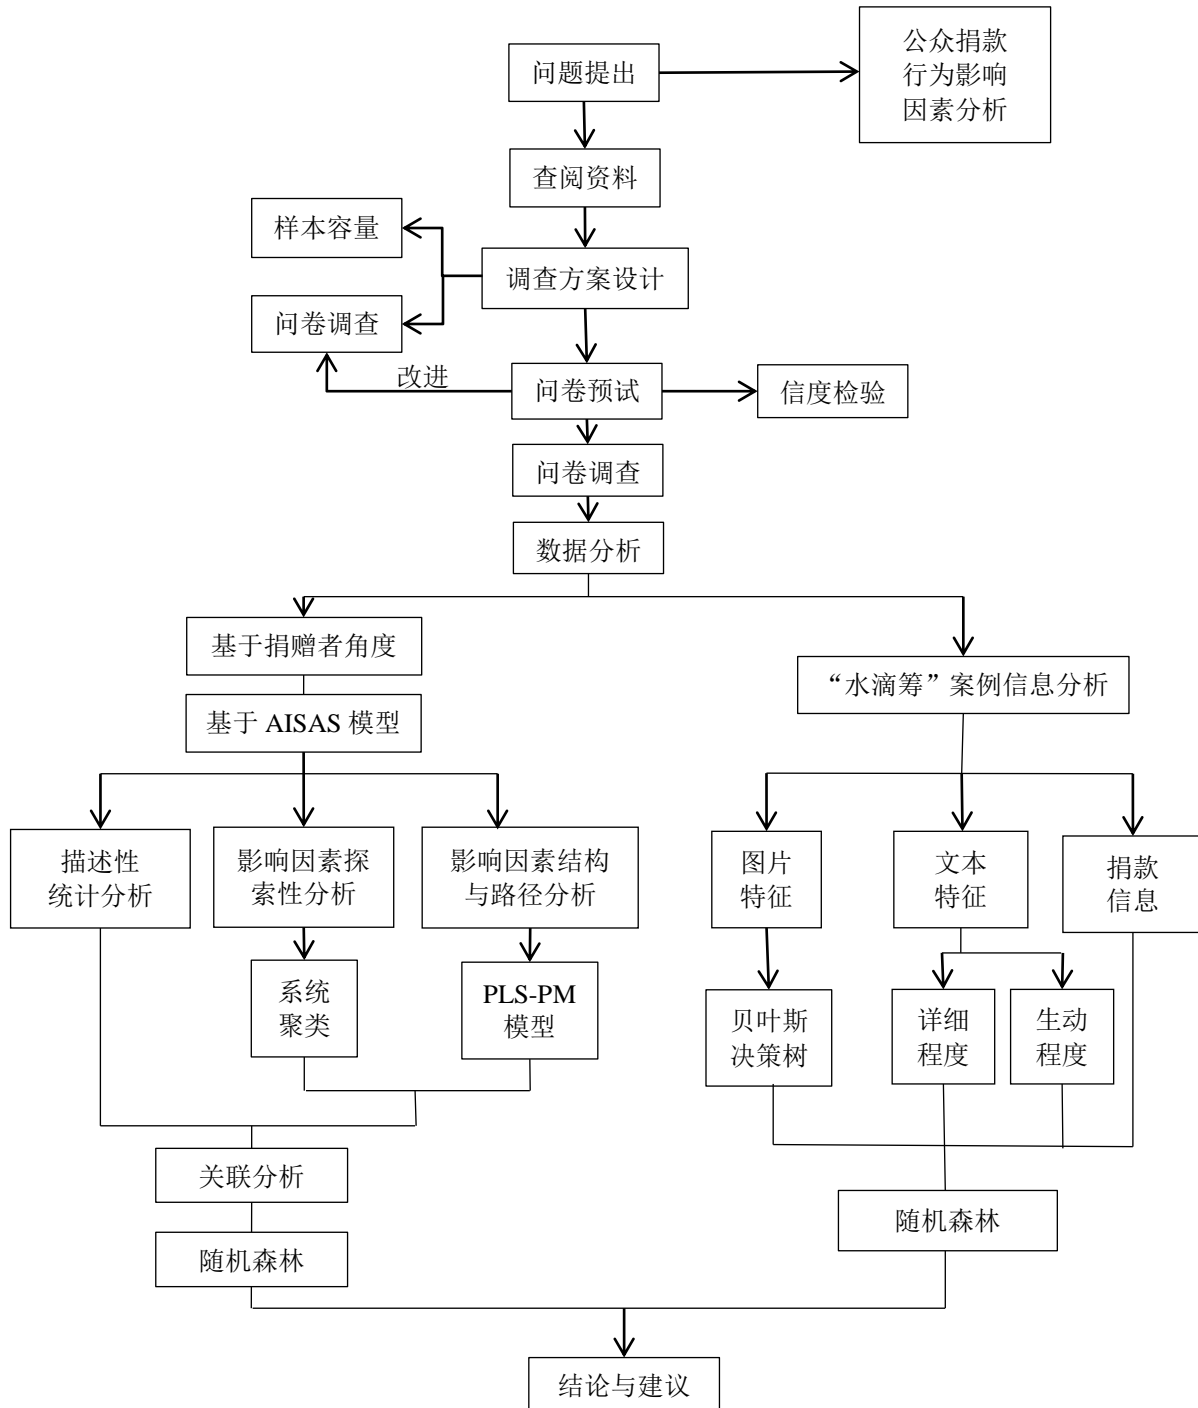 问题提出
公众捐款
行为影响
因素分析
查阅资料
样本容量
调查方案设计
问卷调查
改进
问卷预试
信度检验
问卷调查
数据分析
基于捐赠者角度
“水滴筹”案例信息分析
基于 AISAS 模型
描述性
统计分析
影响因素探
索性分析
影响因素结构
与路径分析
图片
特征
文本
特征
捐款
信息
系统
聚类
PLS-PM
模型
贝叶斯
决策树
详细
程度
生动
程度
关联分析
随机森林
随机森林
结论与建议